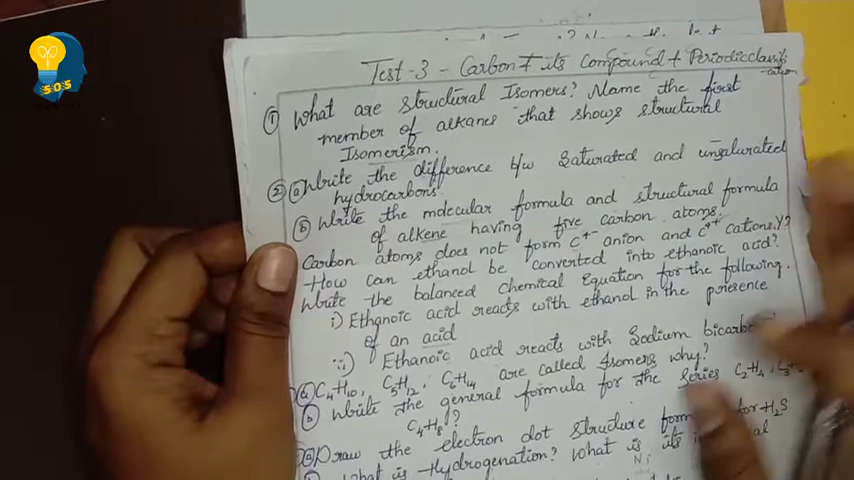 505
Test-3 - Carbon & its Compound + Periodic classification
① What are structural Isomers? Name the first
member of alkanes that shows structural
Isomerism.
② ⓐ Write the difference b/w Saturated and unsaturated
hydrocarbons.
ⓑ Write the molecular formula and structural formula
of alkene having five carbon atoms.
Carbon atoms does not form C⁴⁻ anion and C⁴⁺ cations, Y?
How can ethanol be converted into ethanoic acid?
Write the balanced chemical Equation for the following.
i) Ethanoic acid reacts with ethanol in the presence
of an acid
ii) Ethanoic acid reacts with Sodium
ⓐ C₄H₁₀, C₅H₁₂, C₆H₁₄ are called Isomers why?
ⓑ Write the general formula for the series C₂H₄,
C₄H₈?
ⓐ Draw the electron dot structure for H₂S
What is Hydrogenation? What is its
Ni